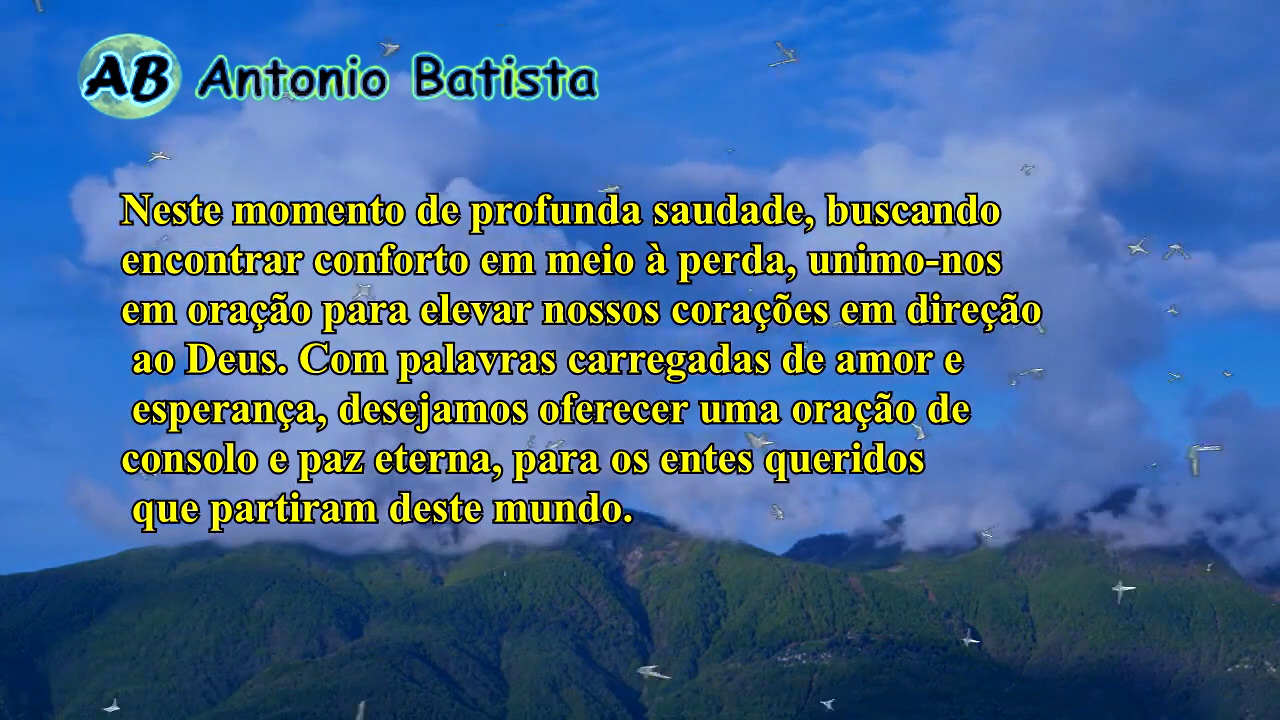 AB Antonio Batista
Neste momento de profunda saudade, buscando
encontrar conforto em meio à perda, unimo-nos
em oração para elevar nossos corações em direção
ao Deus. Com palavras carregadas de amor e
esperança, desejamos oferecer uma oração de
consolo e paz eterna, para os entes queridos
que partiram deste mundo.